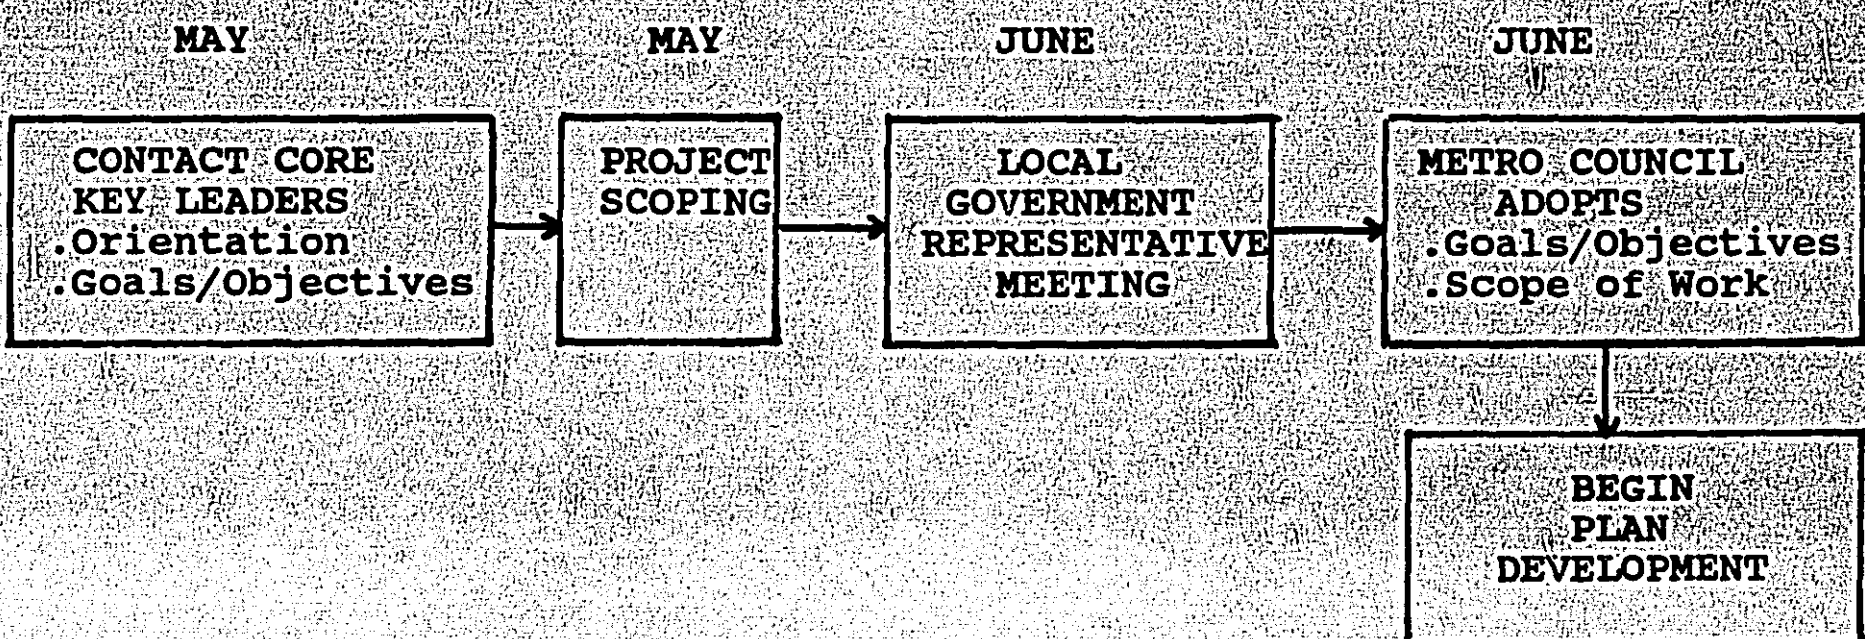 MAY
MAY
JUNE
JUNE
CONTACT CORE
KEY LEADERS
.Orientation
.Goals/Objectives
PROJECT
SCOPING
LOCAL
GOVERNMENT
REPRESENTATIVE
MEETING
METRO COUNCIL
ADOPTS
.Goals/Objectives
.Scope of Work
BEGIN
PLAN
DEVELOPMENT